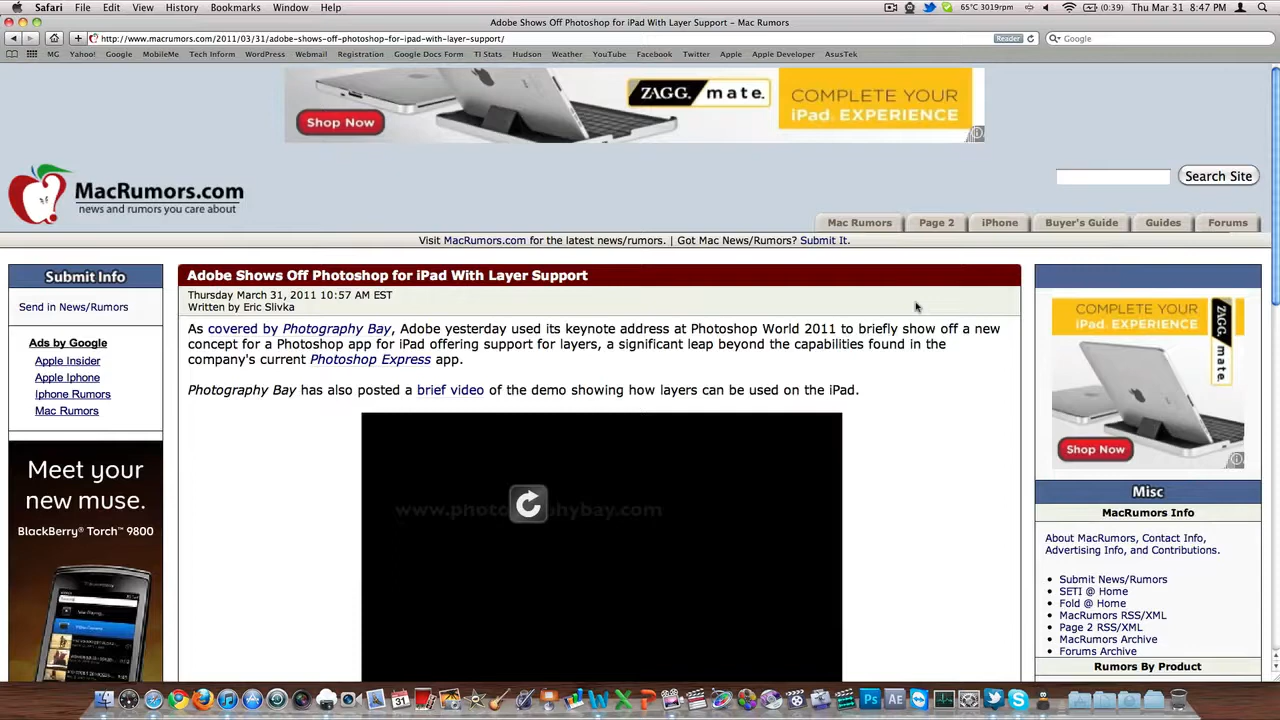 Safari File Edit View History Bookmarks Window Help 65°C 3019rpm (0:39) Thu Mar 31 8:47 PM
Adobe Shows Off Photoshop for iPad With Layer Support – Mac Rumors
http://www.macrumors.com/2011/03/31/adobe-shows-off-photoshop-for-ipad-with-layer-support/ Reader Google
MG Yahoo! Google MobileMe Tech Inform WordPress Webmail Registration Google Docs Form TI Stats Hudson Weather YouTube Facebook Twitter Apple Apple Developer AsusTek
Shop Now
ZAGG. mate.
COMPLETE YOUR
iPad. EXPERIENCE
MacRumors.com
news and rumors you care about
Search Site
Mac Rumors Page 2 iPhone Buyer's Guide Guides Forums
Visit MacRumors.com for the latest news/rumors. | Got Mac News/Rumors? Submit It.
Submit Info
Send in News/Rumors
Ads by Google
Apple Insider
Apple Iphone
Iphone Rumors
Mac Rumors
Meet your
new muse.
BlackBerry® Torch™ 9800
Adobe Shows Off Photoshop for iPad With Layer Support
Thursday March 31, 2011 10:57 AM EST
Written by Eric Slivka
As covered by Photography Bay, Adobe yesterday used its keynote address at Photoshop World 2011 to briefly show off a new
concept for a Photoshop app for iPad offering support for layers, a significant leap beyond the capabilities found in the
company's current Photoshop Express app.
Photography Bay has also posted a brief video of the demo showing how layers can be used on the iPad.
www.photographybay.com
COMPLETE YOUR
iPad. EXPERIENCE
ZAGG mate.
Shop Now
Misc
MacRumors Info
About MacRumors, Contact Info,
Advertising Info, and Contributions.
Submit News/Rumors
SETI @ Home
Fold @ Home
MacRumors RSS/XML
Page 2 RSS/XML
MacRumors Archive
Forums Archive
Rumors By Product
31 W X P Ps AE S